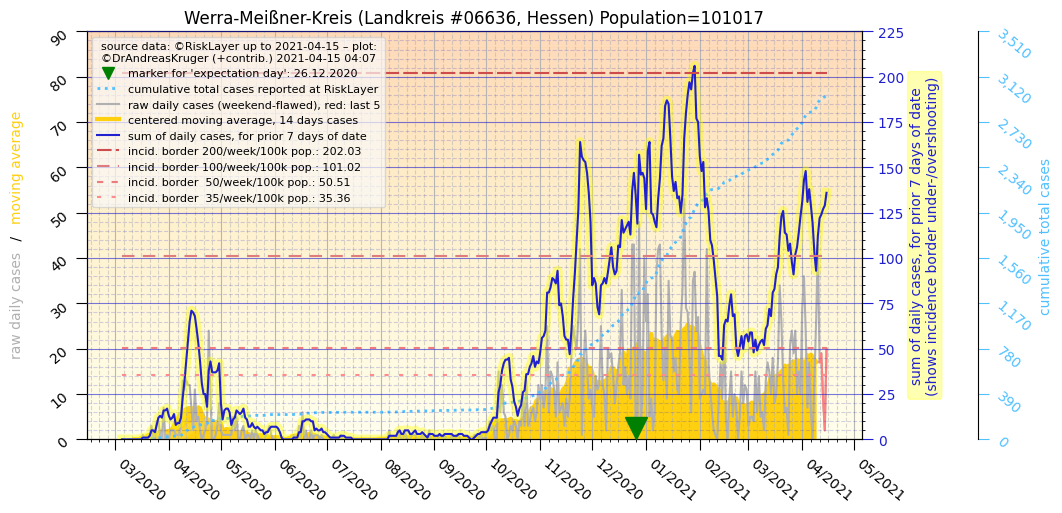 Werra-Meißner-Kreis (Landkreis #06636, Hessen) Population=101017
source data: ©RiskLayer up to 2021-04-15 – plot:
©DrAndreasKruger (+contrib.) 2021-04-15 04:07
marker for 'expectation day': 26.12.2020
cumulative total cases reported at RiskLayer
raw daily cases (weekend-flawed), red: last 5
centered moving average, 14 days cases
sum of daily cases, for prior 7 days of date
incid. border 200/week/100k pop.: 202.03
incid. border 100/week/100k pop.: 101.02
incid. border  50/week/100k pop.: 50.51
incid. border  35/week/100k pop.: 35.36
raw daily cases / moving average
90
80
70
60
50
40
30
20
10
0
03/2020
04/2020
05/2020
06/2020
07/2020
08/2020
09/2020
10/2020
11/2020
12/2020
01/2021
02/2021
03/2021
04/2021
05/2021
225
200
175
150
125
100
75
50
25
0
sum of daily cases, for prior 7 days of date
(shows incidence border under-/overshooting)
3,510
3,120
2,730
2,340
1,950
1,560
1,170
780
390
0
cumulative total cases